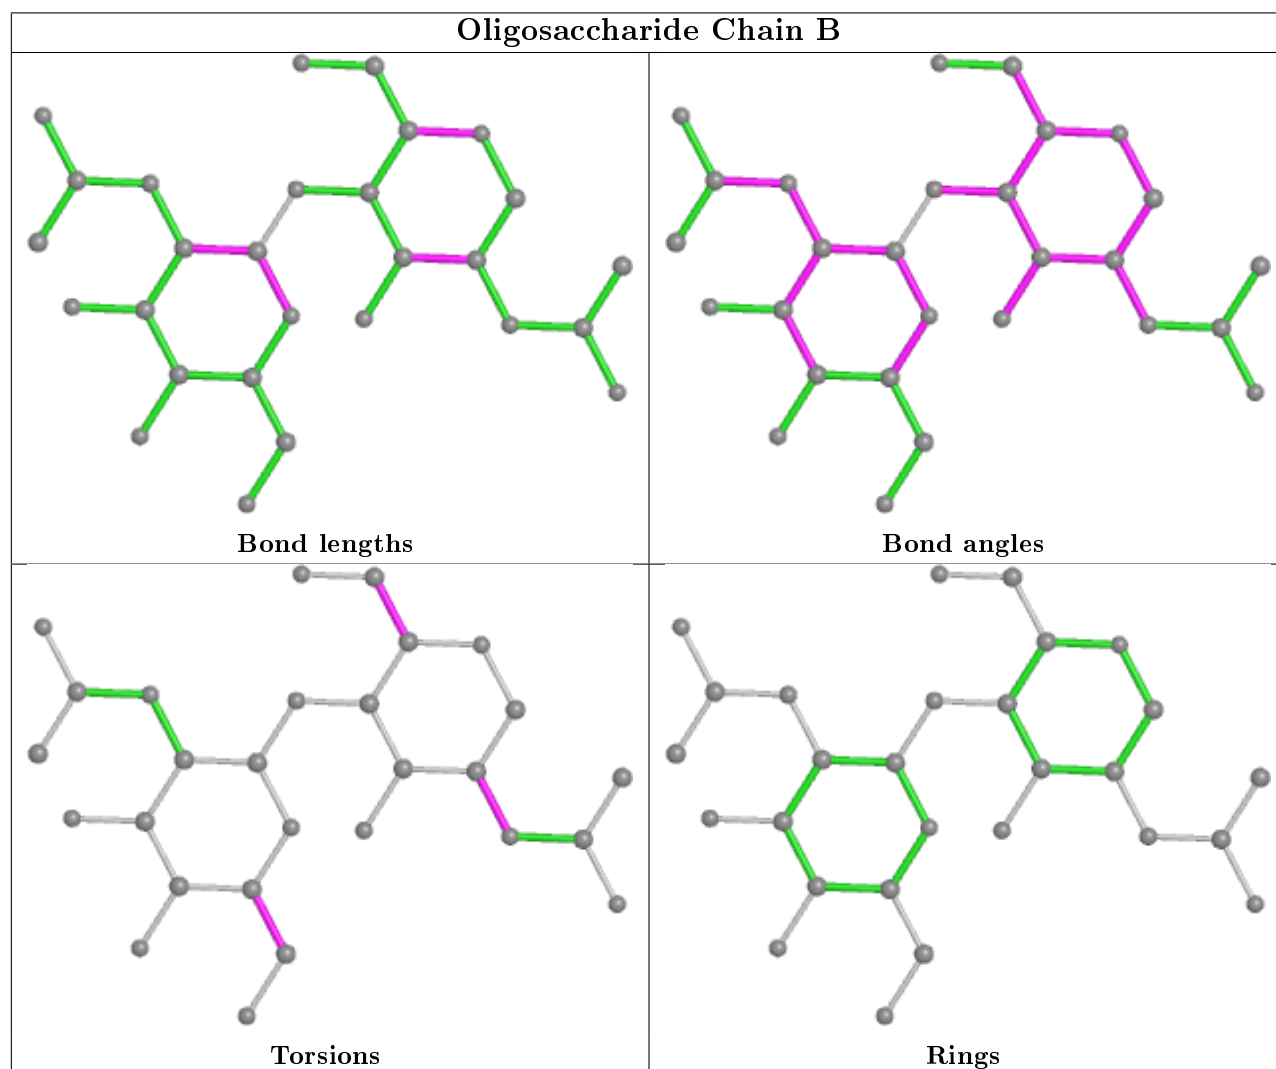 Oligosaccharide Chain B
Bond lengths
Bond angles
Torsions
Rings